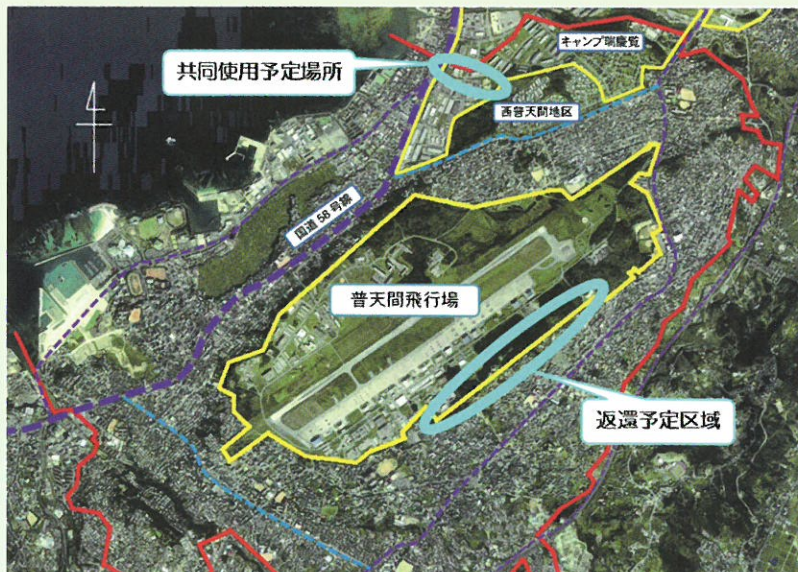 キャンプ瑞慶覧
共同使用予定場所
西普天間地区
国道58号線
普天間飛行場
返還予定区域